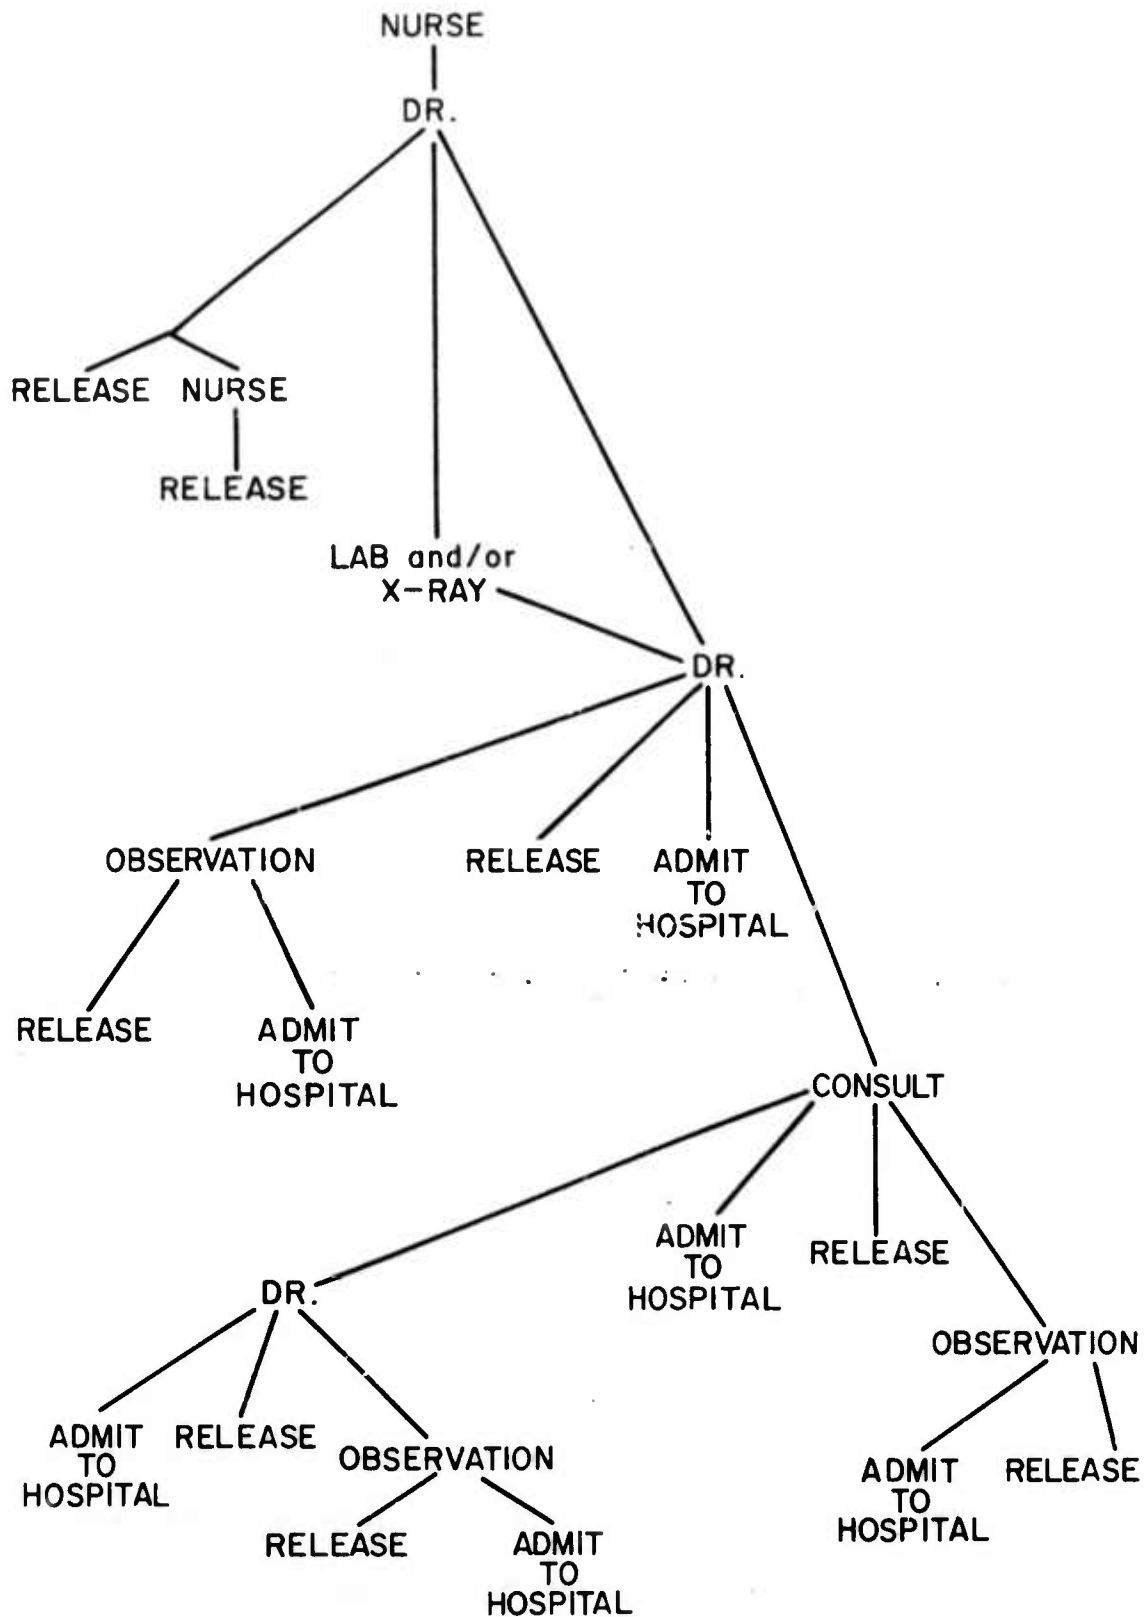 NURSE
DR.
RELEASE NURSE
RELEASE
LAB and/or
X-RAY
DR.
OBSERVATION
RELEASE
ADMIT
TO
HOSPITAL
RELEASE
ADMIT
TO
HOSPITAL
CONSULT
ADMIT
TO
HOSPITAL
RELEASE
DR.
OBSERVATION
ADMIT
TO
HOSPITAL
RELEASE
OBSERVATION
ADMIT
TO
HOSPITAL
RELEASE
RELEASE
ADMIT
TO
HOSPITAL